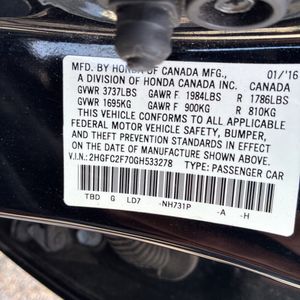 MFD. BY HONDA OF CANADA MFG., 01/'16
A DIVISION OF HONDA CANADA INC. CANADA
GVWR 3737LBS GAWR F 1984LBS R 1786LBS
GVWR 1695KG GAWR F 900KG R 810KG
THIS VEHICLE CONFORMS TO ALL APPLICABLE
FEDERAL MOTOR VEHICLE SAFETY, BUMPER,
AND THEFT PREVENTION STANDARDS IN EFFECT
ON THE DATE OF MANUFACTURE SHOWN ABOVE.
V.I.N.: 2HGFC2F70GH533278 TYPE: PASSENGER CAR
TBD G LD7 -NH731P -A -H